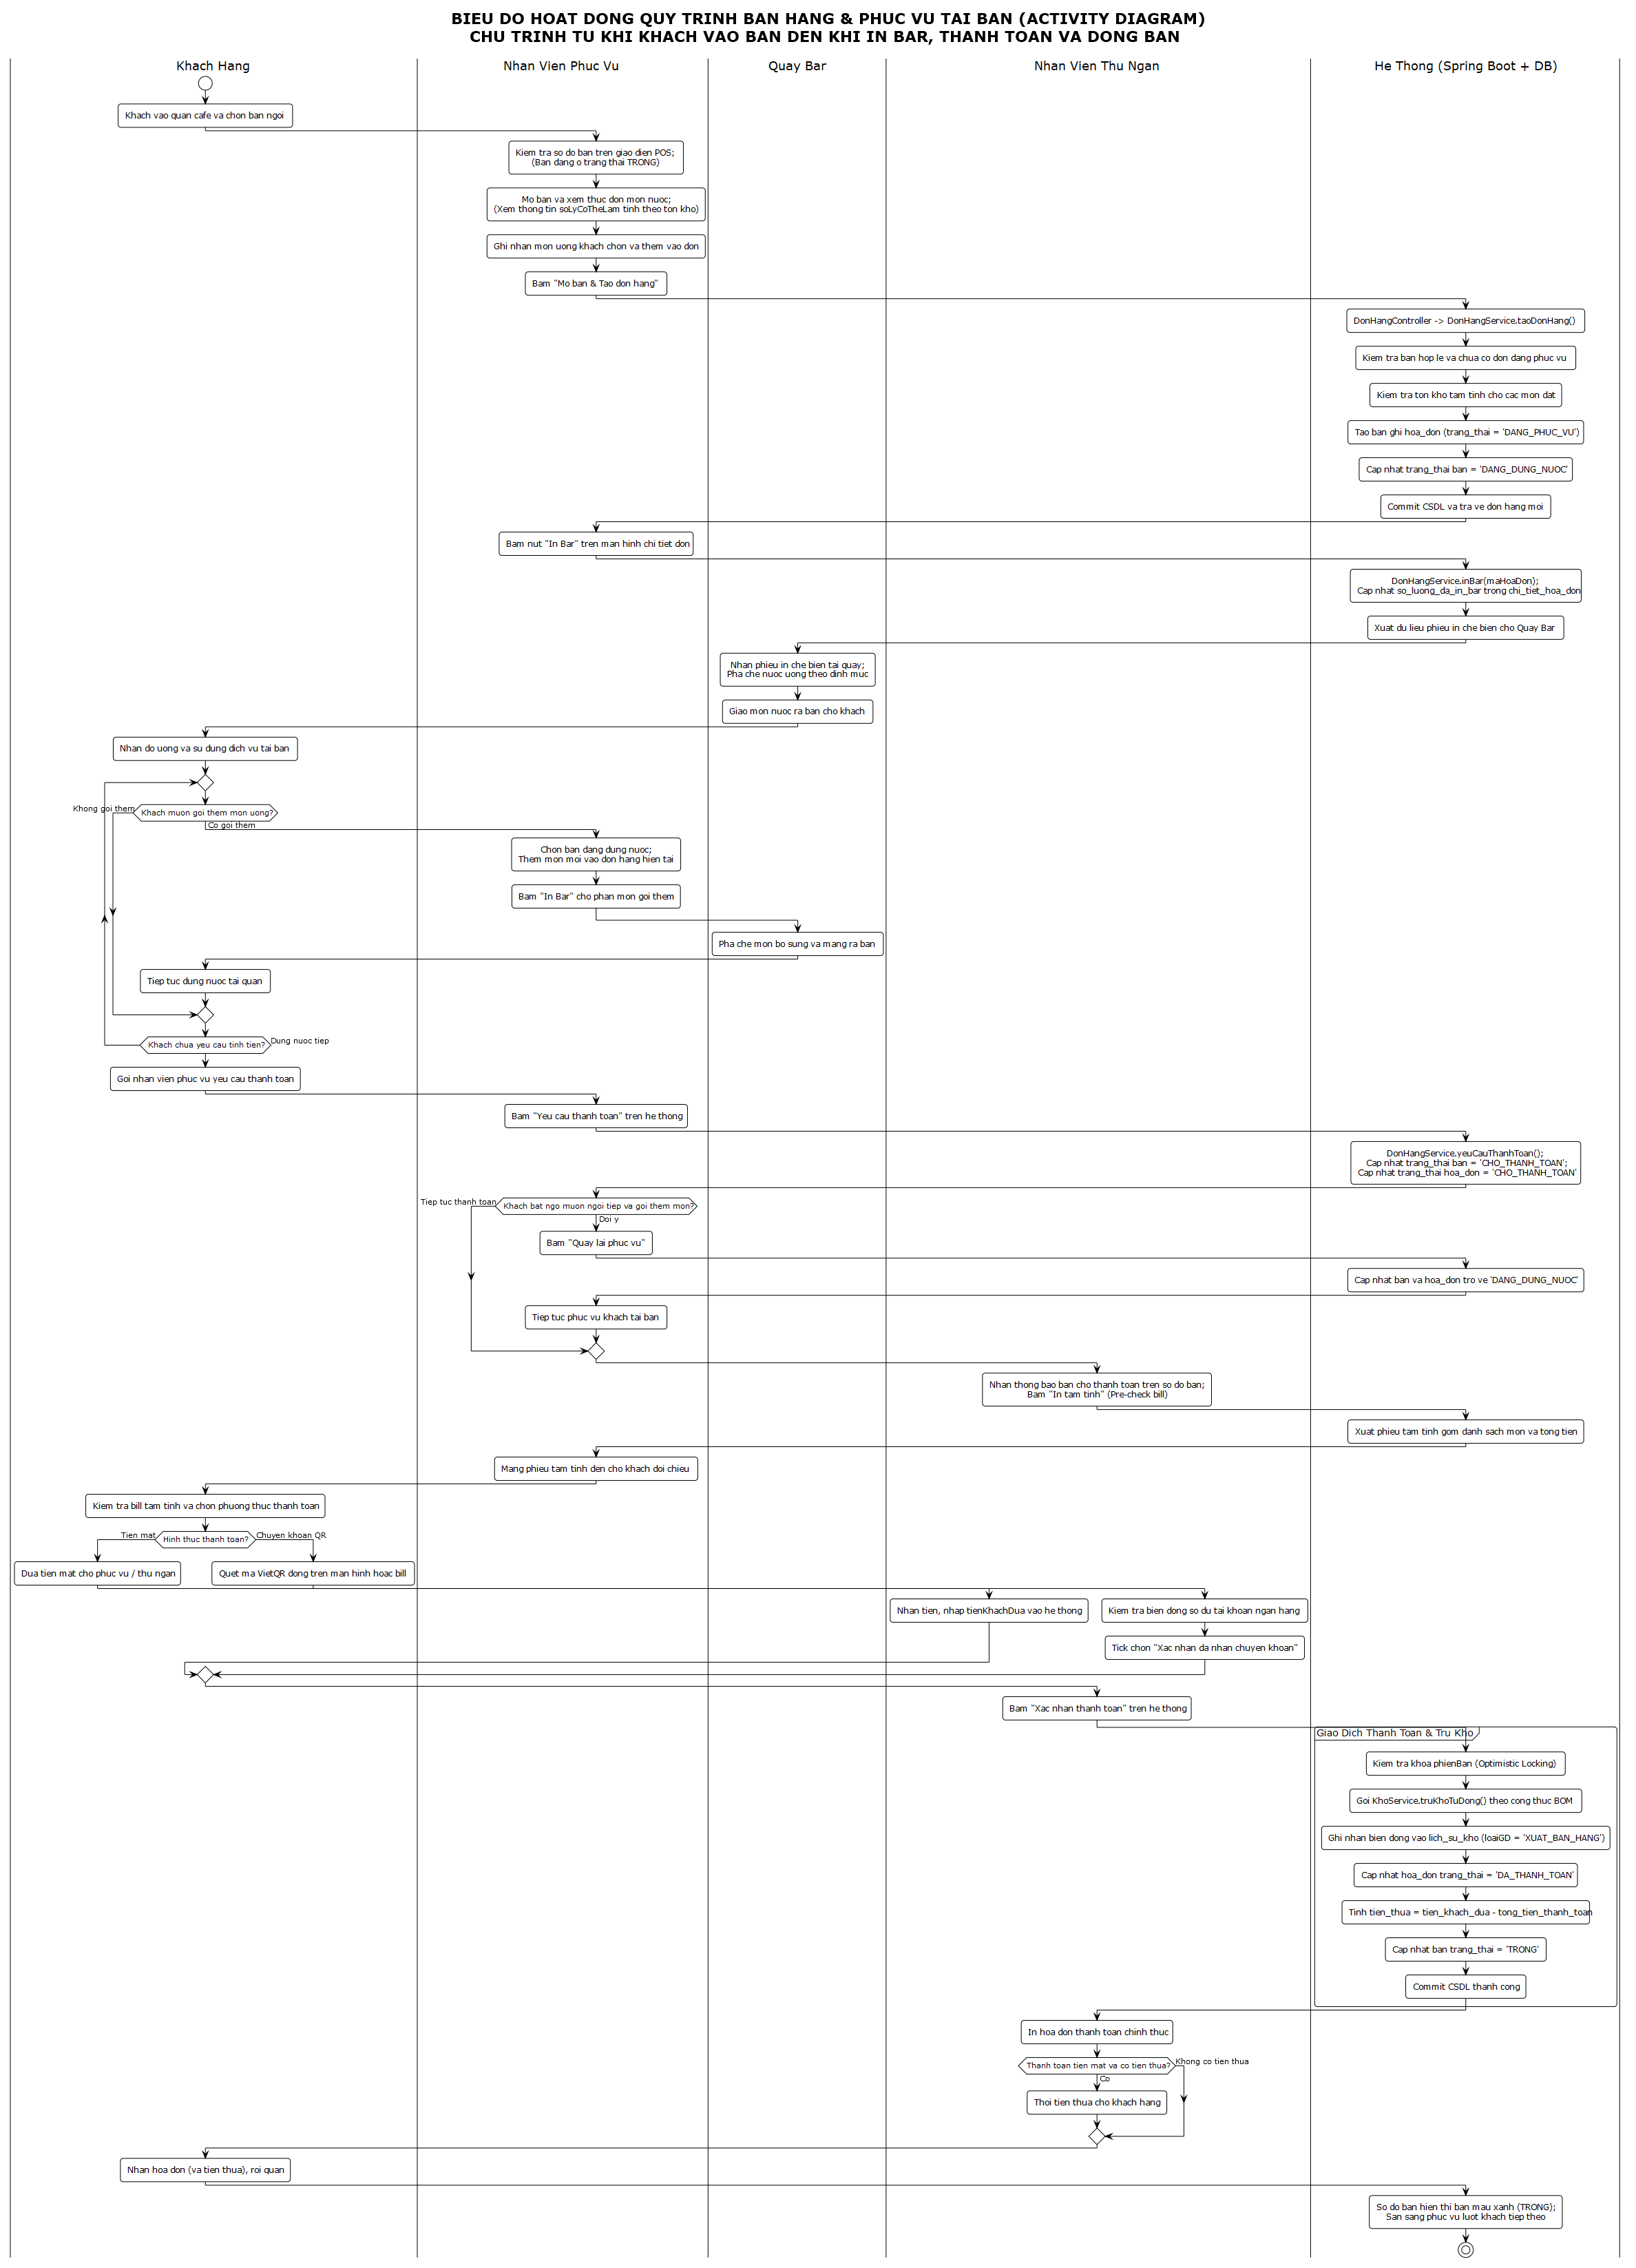 BIEU DO HOAT DONG QUY TRINH BAN HANG & PHUC VU TAI BAN (ACTIVITY DIAGRAM)
CHU TRINH TU KHI KHACH VAO BAN DEN KHI IN BAR, THANH TOAN VA DONG BAN
Khach Hang
Nhan Vien Phuc Vu
Quay Bar
Nhan Vien Thu Ngan
He Thong (Spring Boot + DB)
Khach vao quan cafe va chon ban ngoi
Kiem tra so do ban tren giao dien POS;
(Ban dang o trang thai TRONG)
Mo ban va xem thuc don mon nuoc;
(Xem thong tin soLyCoTheLam tinh theo ton kho)
Ghi nhan mon uong khach chon va them vao don
Bam "Mo ban & Tao don hang"
DonHangController -> DonHangService.taoDonHang()
Kiem tra ban hop le va chua co don dang phuc vu
Kiem tra ton kho tam tinh cho cac mon dat
Tao ban ghi hoa_don (trang_thai = 'DANG_PHUC_VU')
Cap nhat trang_thai ban = 'DANG_DUNG_NUOC'
Commit CSDL va tra ve don hang moi
Bam nut "In Bar" tren man hinh chi tiet don
DonHangService.inBar(maHoaDon);
Cap nhat so_luong_da_in_bar trong chi_tiet_hoa_don
Xuat du lieu phieu in che bien cho Quay Bar
Nhan phieu in che bien tai quay;
Pha che nuoc uong theo dinh muc
Giao mon nuoc ra ban cho khach
Nhan do uong va su dung dich vu tai ban
Khong goi them
Khach muon goi them mon uong?
Co goi them
Chon ban dang dung nuoc;
Them mon moi vao don hang hien tai
Bam "In Bar" cho phan mon goi them
Pha che mon bo sung va mang ra ban
Tiep tuc dung nuoc tai quan
Khach chua yeu cau tinh tien?
Dung nuoc tiep
Goi nhan vien phuc vu yeu cau thanh toan
Bam "Yeu cau thanh toan" tren he thong
DonHangService.yeuCauThanhToan();
Cap nhat trang_thai ban = 'CHO_THANH_TOAN';
Cap nhat trang_thai hoa_don = 'CHO_THANH_TOAN'
Tiep tuc thanh toan
Khach bat ngo muon ngoi tiep va goi them mon?
Doi y
Bam "Quay lai phuc vu"
Cap nhat ban va hoa_don tro ve 'DANG_DUNG_NUOC'
Tiep tuc phuc vu khach tai ban
Nhan thong bao ban cho thanh toan tren so do ban;
Bam "In tam tinh" (Pre-check bill)
Xuat phieu tam tinh gom danh sach mon va tong tien
Mang phieu tam tinh den cho khach doi chieu
Kiem tra bill tam tinh va chon phuong thuc thanh toan
Tien mat
Hinh thuc thanh toan?
Chuyen khoan QR
Dua tien mat cho phuc vu / thu ngan
Quet ma VietQR dong tren man hinh hoac bill
Nhan tien, nhap tienKhachDua vao he thong
Kiem tra bien dong so du tai khoan ngan hang
Tick chon "Xac nhan da nhan chuyen khoan"
Bam "Xac nhan thanh toan" tren he thong
Giao Dich Thanh Toan & Tru Kho
Kiem tra khoa phienBan (Optimistic Locking)
Goi KhoService.truKhoTuDong() theo cong thuc BOM
Ghi nhan bien dong vao lich_su_kho (loaiGD = 'XUAT_BAN_HANG')
Cap nhat hoa_don trang_thai = 'DA_THANH_TOAN'
Tinh tien_thua = tien_khach_dua - tong_tien_thanh_toan
Cap nhat ban trang_thai = 'TRONG'
Commit CSDL thanh cong
In hoa don thanh toan chinh thuc
Thanh toan tien mat va co tien thua?
Khong co tien thua
Co
Thoi tien thua cho khach hang
Nhan hoa don (va tien thua), roi quan
So do ban hien thi ban mau xanh (TRONG);
San sang phuc vu luot khach tiep theo